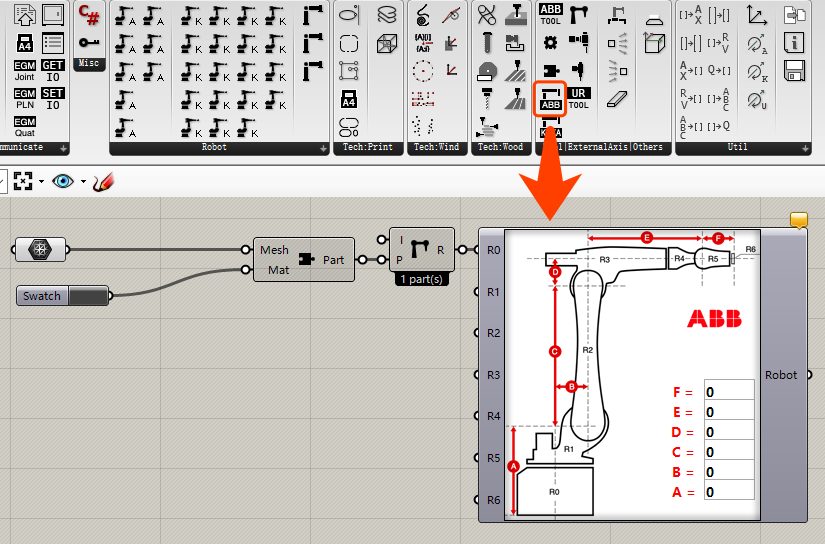 C#
ABB
TOOL
A A K K K K
A4
EGM
Joint
GET
IO
Misc
A A K K K K
A A K K K K
EGM
PLN
SET
IO
A A K K K K
A4
ABB
UR
TOOL
EGM
Quat
A K K K K
mmunicate
Robot
Tech:Print
Tech:Wind
Tech:Wood
l|ExternalAxis|Others
Util
Mesh
Mat
Part
I
P
R
1 part(s)
Swatch
R0
R1
R2
R3
R4
R5
R6
E
F
R6
R3
R4
R5
D
C
R2
B
A
R1
R0
ABB
F = 0
E = 0
D = 0
C = 0
B = 0
A = 0
Robot